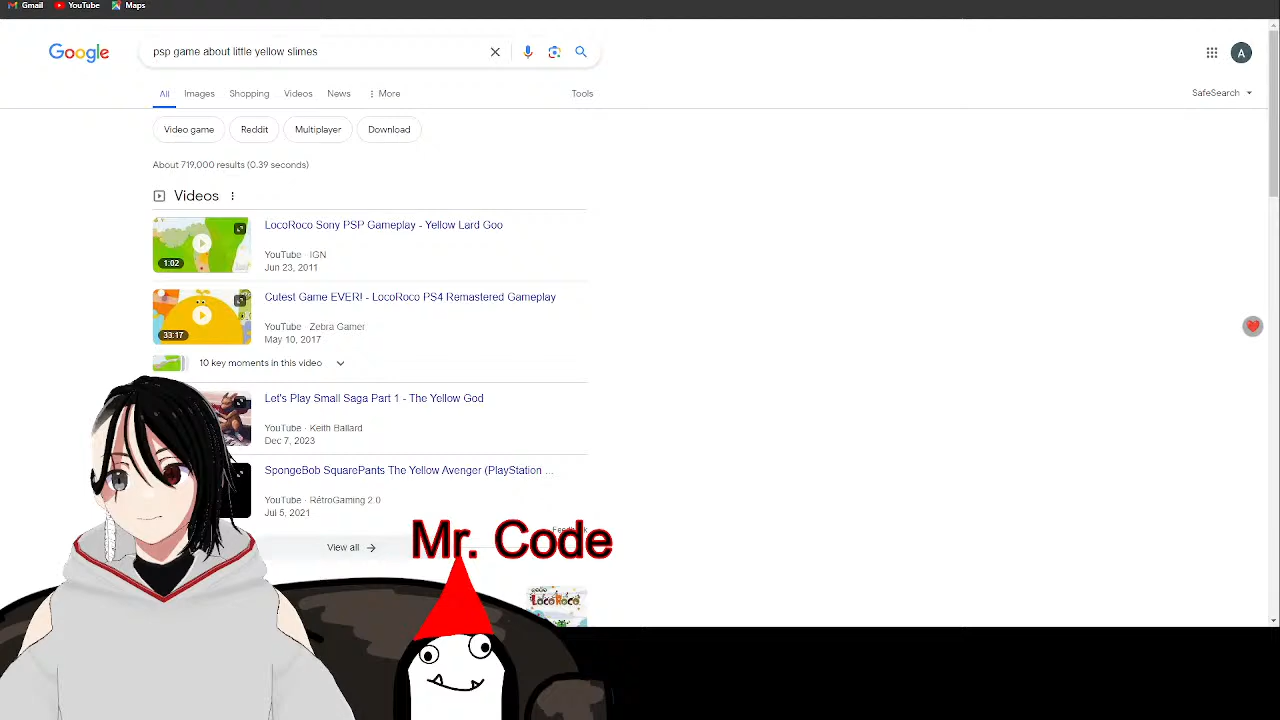 Gmail YouTube Maps
Google psp game about little yellow slimes A
All Images Shopping Videos News More Tools SafeSearch
Video game Reddit Multiplayer Download
About 719,000 results (0.39 seconds)
Videos
LocoRoco Sony PSP Gameplay - Yellow Lard Goo
YouTube · IGN
1:02
Jun 23, 2011
Cutest Game EVER! - LocoRoco PS4 Remastered Gameplay
YouTube · Zebra Gamer
33:17
May 10, 2017
10 key moments in this video
Let's Play Small Saga Part 1 - The Yellow God
YouTube · Keith Ballard
Dec 7, 2023
SpongeBob SquarePants The Yellow Avenger (PlayStation ...
YouTube · RétroGaming 2.0
Jul 5, 2021
View all
Mr. Code
LocoRoco